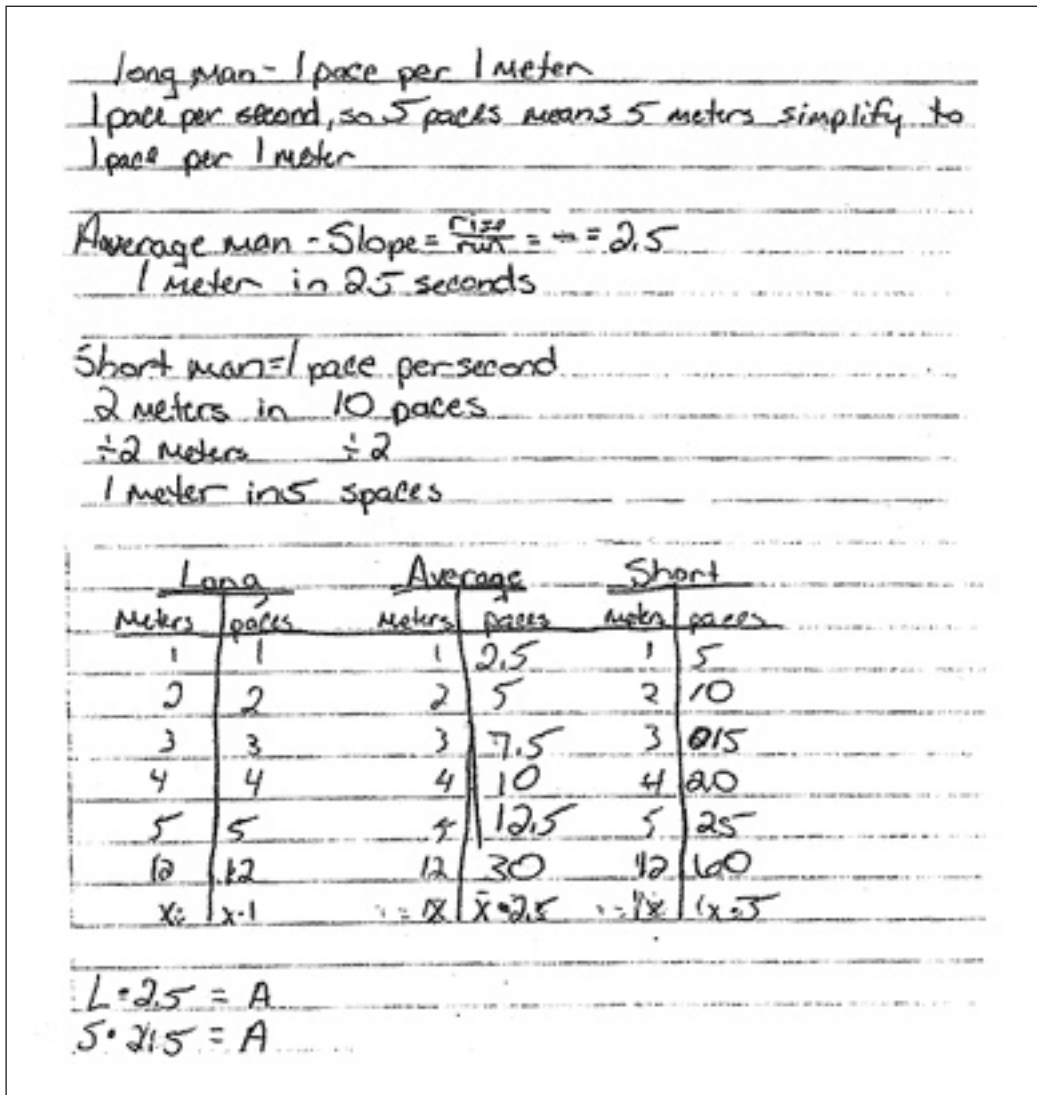 long man - 1 pace per 1 meter
1 pace per second, so 5 paces means 5 meters simplify to
1 pace per 1 meter
Average man - Slope = rise/run = = 2.5
1 meter in 2.5 seconds
Short man = 1 pace per second
2 meters in 10 paces
÷2 meters ÷2
1 meter in 5 spaces
Long Average Short
Meters paces Meters paces meters paces
1 1 1 2.5 1 5
2 2 2 5 2 10
3 3 3 7.5 3 15
4 4 4 10 4 20
5 5 5 12.5 5 25
12 12 12 30 12 60
x x·1 x x·2.5 x x·5
L·2.5 = A
= A